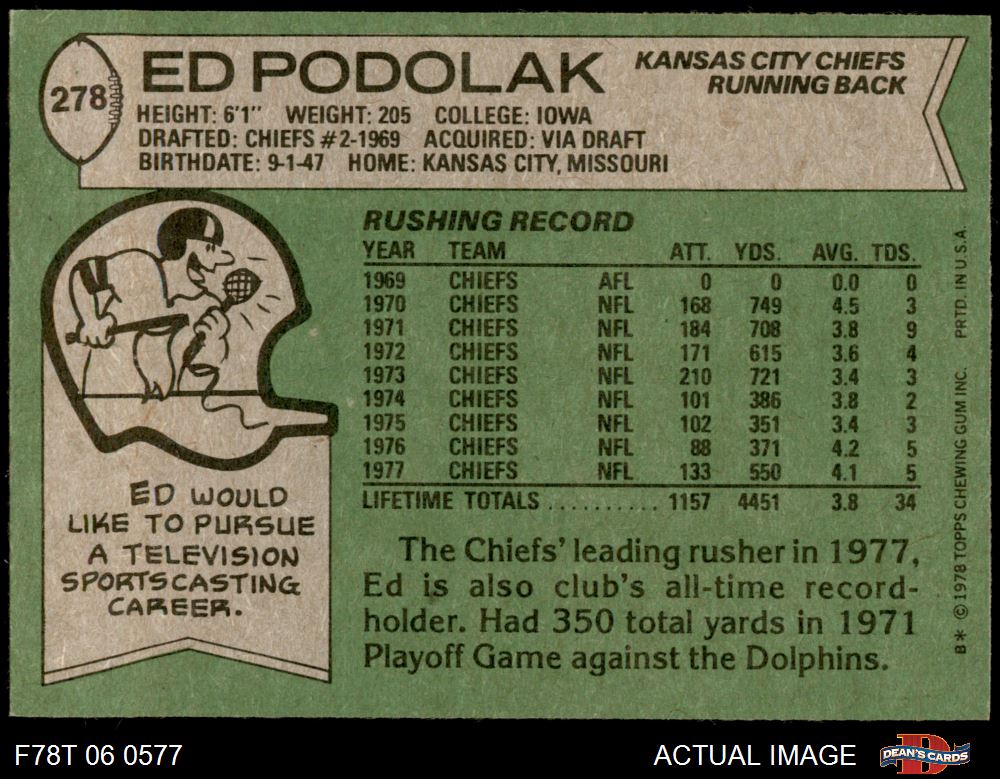 278
ED PODOLAK
KANSAS CITY CHIEFS
RUNNING BACK
HEIGHT: 6'1" WEIGHT: 205 COLLEGE: IOWA
DRAFTED: CHIEFS #2-1969 ACQUIRED: VIA DRAFT
BIRTHDATE: 9-1-47 HOME: KANSAS CITY, MISSOURI
RUSHING RECORD
YEAR TEAM ATT. YDS. AVG. TDS.
1969 CHIEFS AFL 0 0 0.0 0
1970 CHIEFS NFL 168 749 4.5 3
1971 CHIEFS NFL 184 708 3.8 9
1972 CHIEFS NFL 171 615 3.6 4
1973 CHIEFS NFL 210 721 3.4 3
1974 CHIEFS NFL 101 386 3.8 2
1975 CHIEFS NFL 102 351 3.4 3
1976 CHIEFS NFL 88 371 4.2 5
1977 CHIEFS NFL 133 550 4.1 5
LIFETIME TOTALS .......... 1157 4451 3.8 34
ED WOULD
LIKE TO PURSUE
A TELEVISION
SPORTSCASTING
CAREER.
The Chiefs' leading rusher in 1977,
Ed is also club's all-time record-
holder. Had 350 total yards in 1971
Playoff Game against the Dolphins.
B* © 1978 TOPPS CHEWING GUM INC. PRTD. IN U.S.A.
F78T 06 0577
ACTUAL IMAGE
D
DEAN'S CARDS